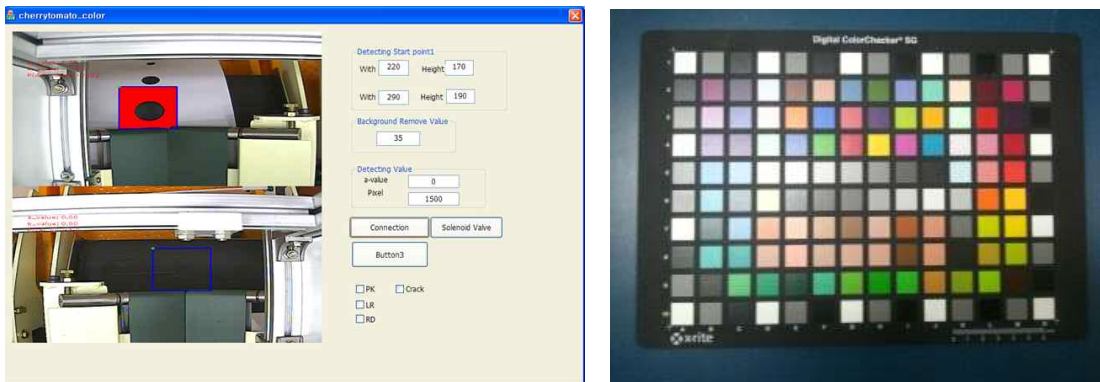 cherrytomato_color
Detecting Start point1
With 220 Height 170
With 290 Height 190
Background Remove Value
35
Detecting Value
a-value 0
Pixel 1500
Connection Solenoid Valve
Button3
PK Crack
LR
RD
Digital ColorChecker® SG
x-rite